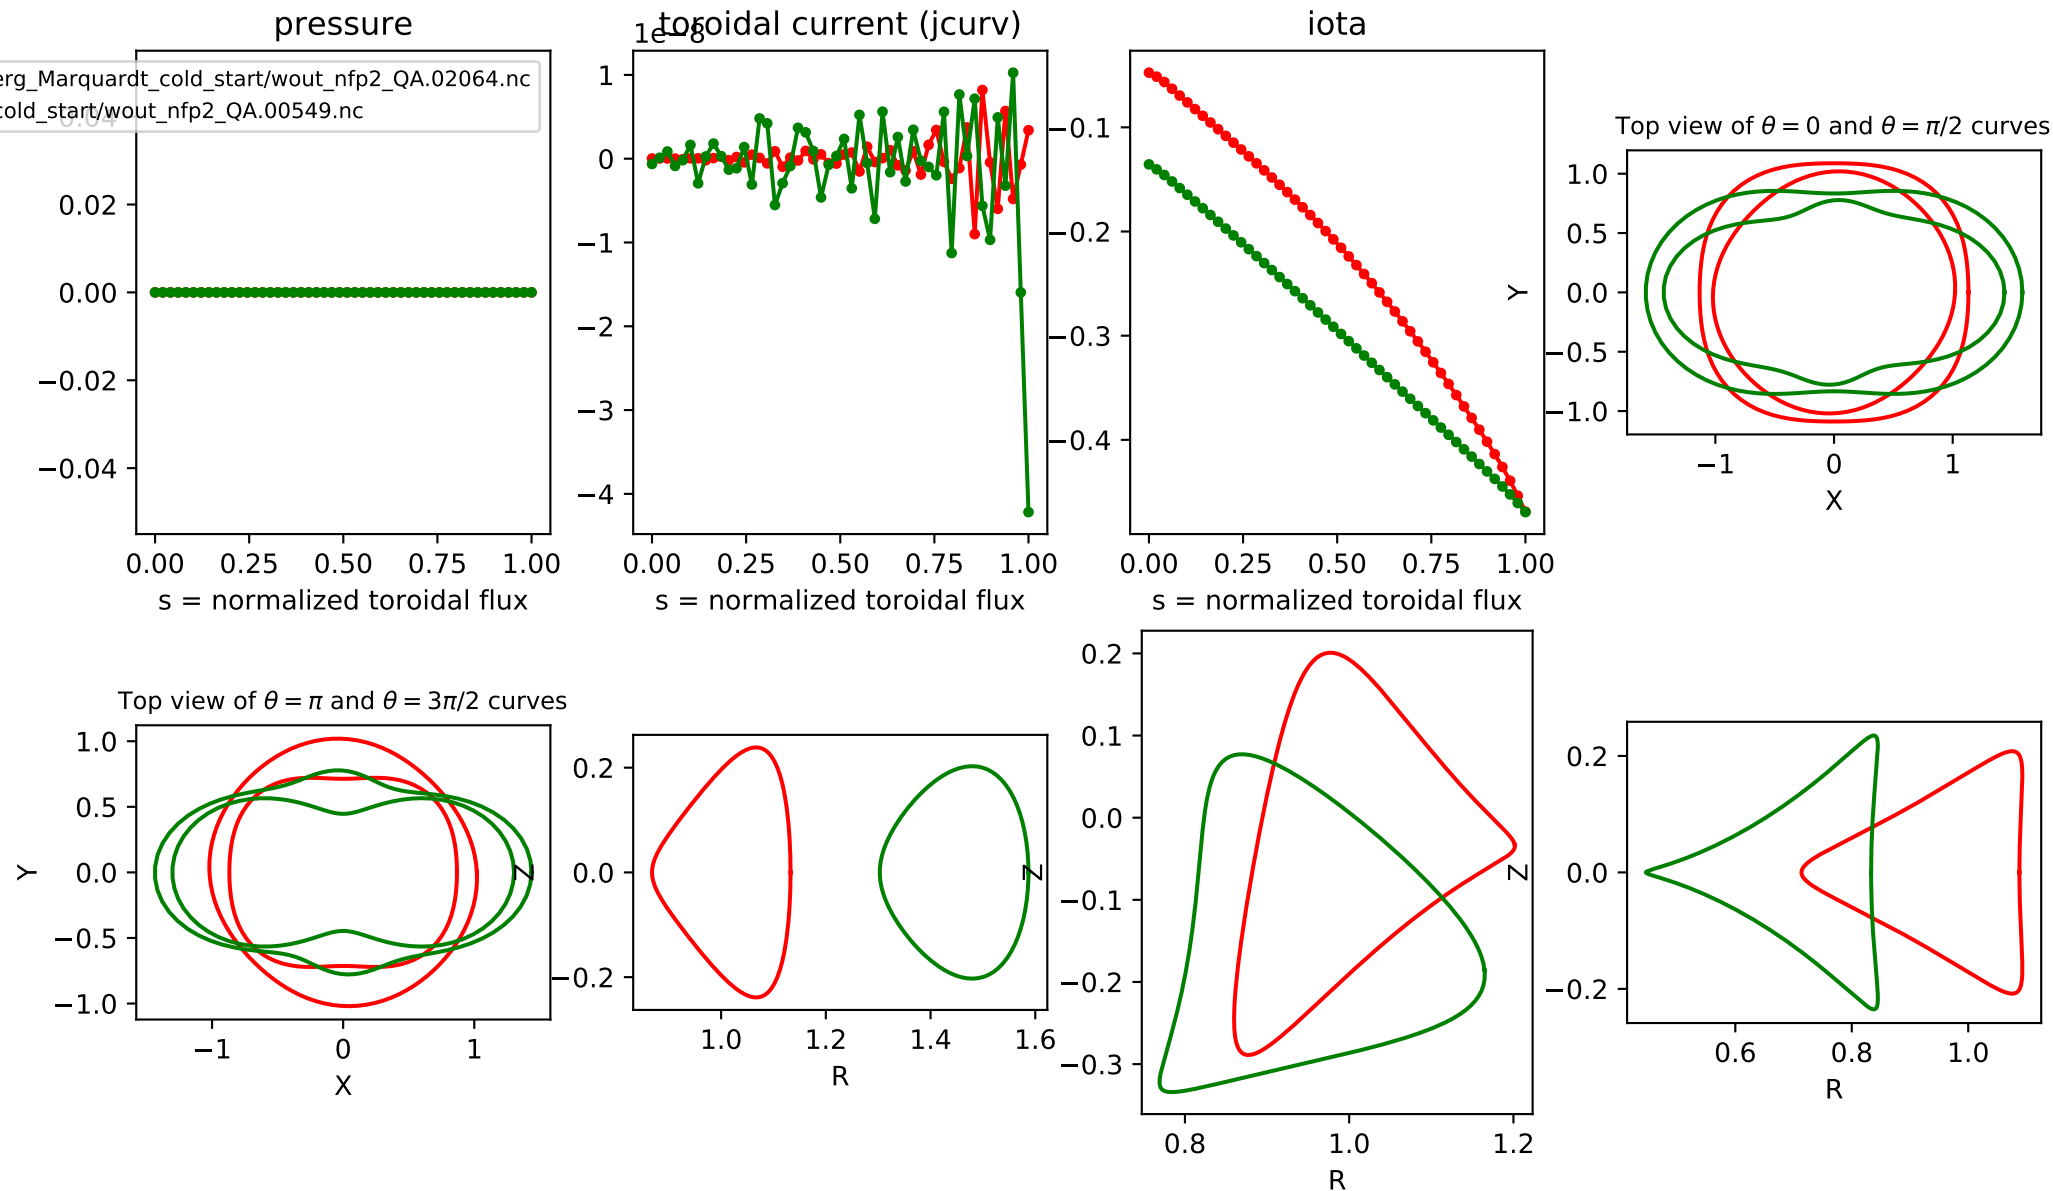 pressure
toroidal current (jcurv)
iota
erg_Marquardt_cold_start/wout_nfp2_QA.02064.nc
cold_start/wout_nfp2_QA.00549.nc
0.04
0.02
0.00
−0.02
−0.04
0.00 0.25 0.50 0.75 1.00
s = normalized toroidal flux
1e−8
1
0
−1
−2
−3
−4
0.00 0.25 0.50 0.75 1.00
s = normalized toroidal flux
−0.1
−0.2
−0.3
−0.4
0.00 0.25 0.50 0.75 1.00
s = normalized toroidal flux
Top view of θ = 0 and θ = π/2 curves
Y
1.0
0.5
0.0
−0.5
−1.0
−1 0 1
X
Top view of θ = π and θ = 3π/2 curves
Y
1.0
0.5
0.0
−0.5
−1.0
−1 0 1
X
Z
0.2
0.0
−0.2
1.0 1.2 1.4 1.6
R
Z
0.2
0.1
0.0
−0.1
−0.2
−0.3
0.8 1.0 1.2
R
Z
0.2
0.0
−0.2
0.6 0.8 1.0
R